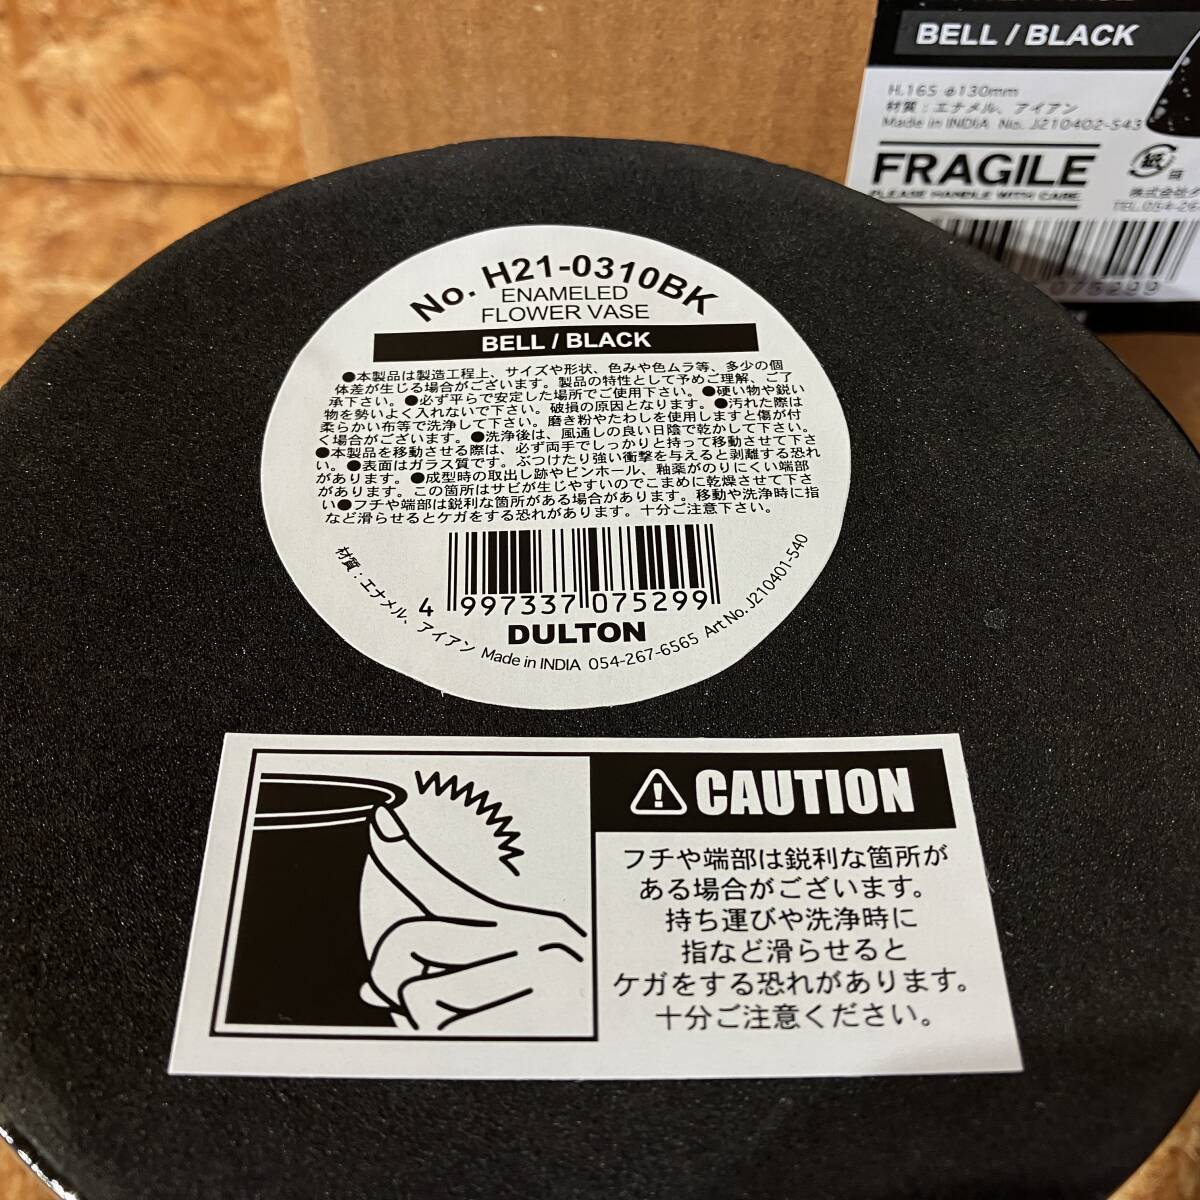 BELL / BLACK
H.165 φ130mm
材質：エナメル、アイアン
Made in INDIA No. J210402-S43
FRAGILE
PLEASE HANDLE WITH CARE
紙
TEL.054-26
075299
No. H21-0310BK
ENAMELED
FLOWER VASE
BELL / BLACK
●本製品は製造工程上、サイズや形状、色みや色ムラ等、多少の個
体差が生じる場合がございます。製品の特性として予めご理解、ご了
承下さい。●必ず平らで安定した場所でご使用下さい。●硬い物や鋭い
物を勢いよく入れないで下さい。破損の原因となります。●汚れた際は
柔らかい布等で洗浄して下さい。磨き粉やたわしを使用しますと傷が付
く場合がございます。●洗浄後は、風通しの良い日陰で乾かして下さい。
●本製品を移動させる際は、必ず両手でしっかりと持って移動させて下さ
い。●表面はガラス質です。ぶつけたり強い衝撃を与えると剥離する恐れ
があります。●成型時の取出し跡やピンホール、釉薬がのりにくい端部
があります。この箇所はサビが生じやすいのでこまめに乾燥させて下さ
い●フチや端部は鋭利な箇所がある場合があります。移動や洗浄時に指
など滑らせるとケガをする恐れがあります。十分ご注意下さい。
4 997337 075299
DULTON
材質：エナメル、アイアン Made in INDIA 054-267-6565 Art No. J210401-540
CAUTION
フチや端部は鋭利な箇所が
ある場合がございます。
持ち運びや洗浄時に
指など滑らせると
ケガをする恐れがあります。
十分ご注意ください。